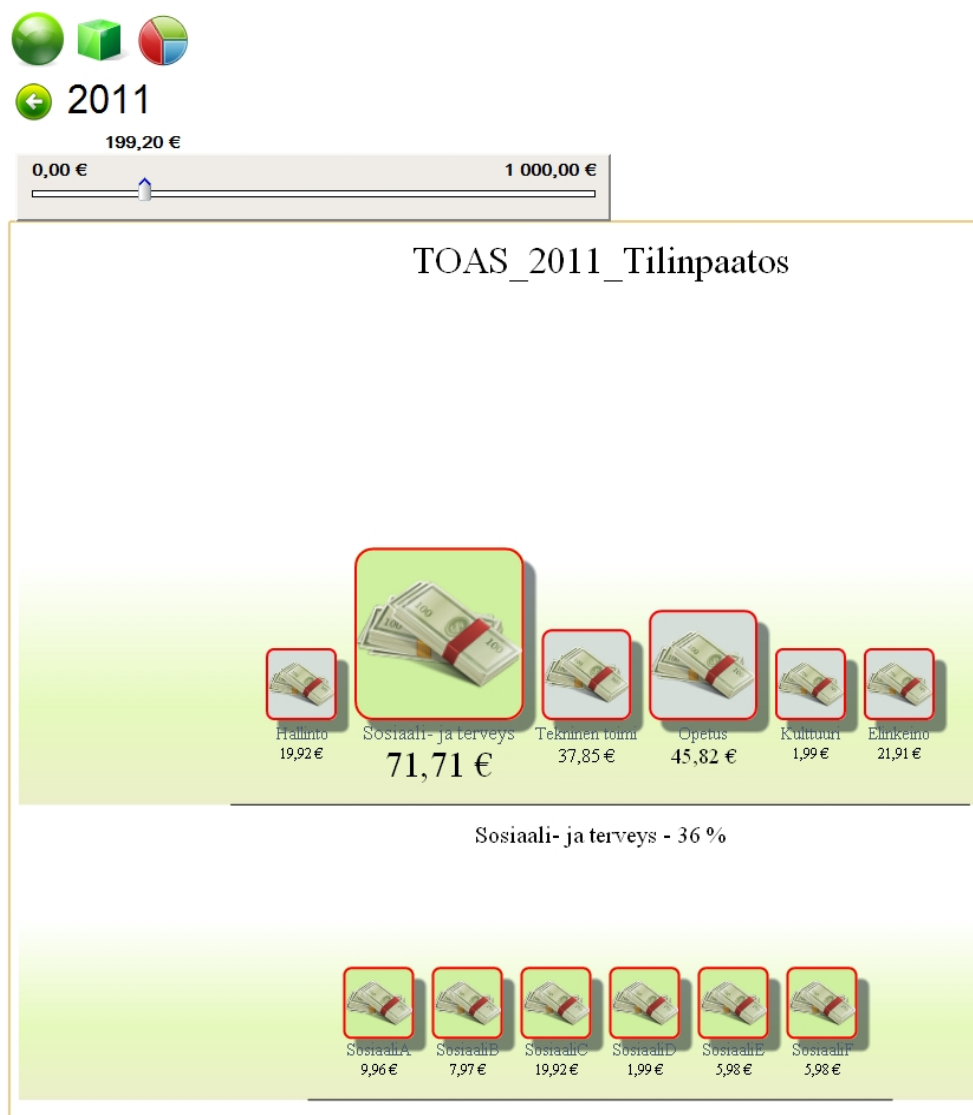 2011
199,20 €
0,00 € 1 000,00 €
TOAS_2011_Tilinpaatos
Hallinto Sosiaali- ja terveys Tekninen toimi Opetus Kulttuuri Elinkeino
19,92 € 71,71 € 37,85 € 45,82 € 1,99 € 21,91 €
Sosiaali- ja terveys - 36 %
SosiaaliA SosiaaliB SosiaaliC SosiaaliD SosiaaliE SosiaaliF
9,96 € 7,97 € 19,92 € 1,99 € 5,98 € 5,98 €